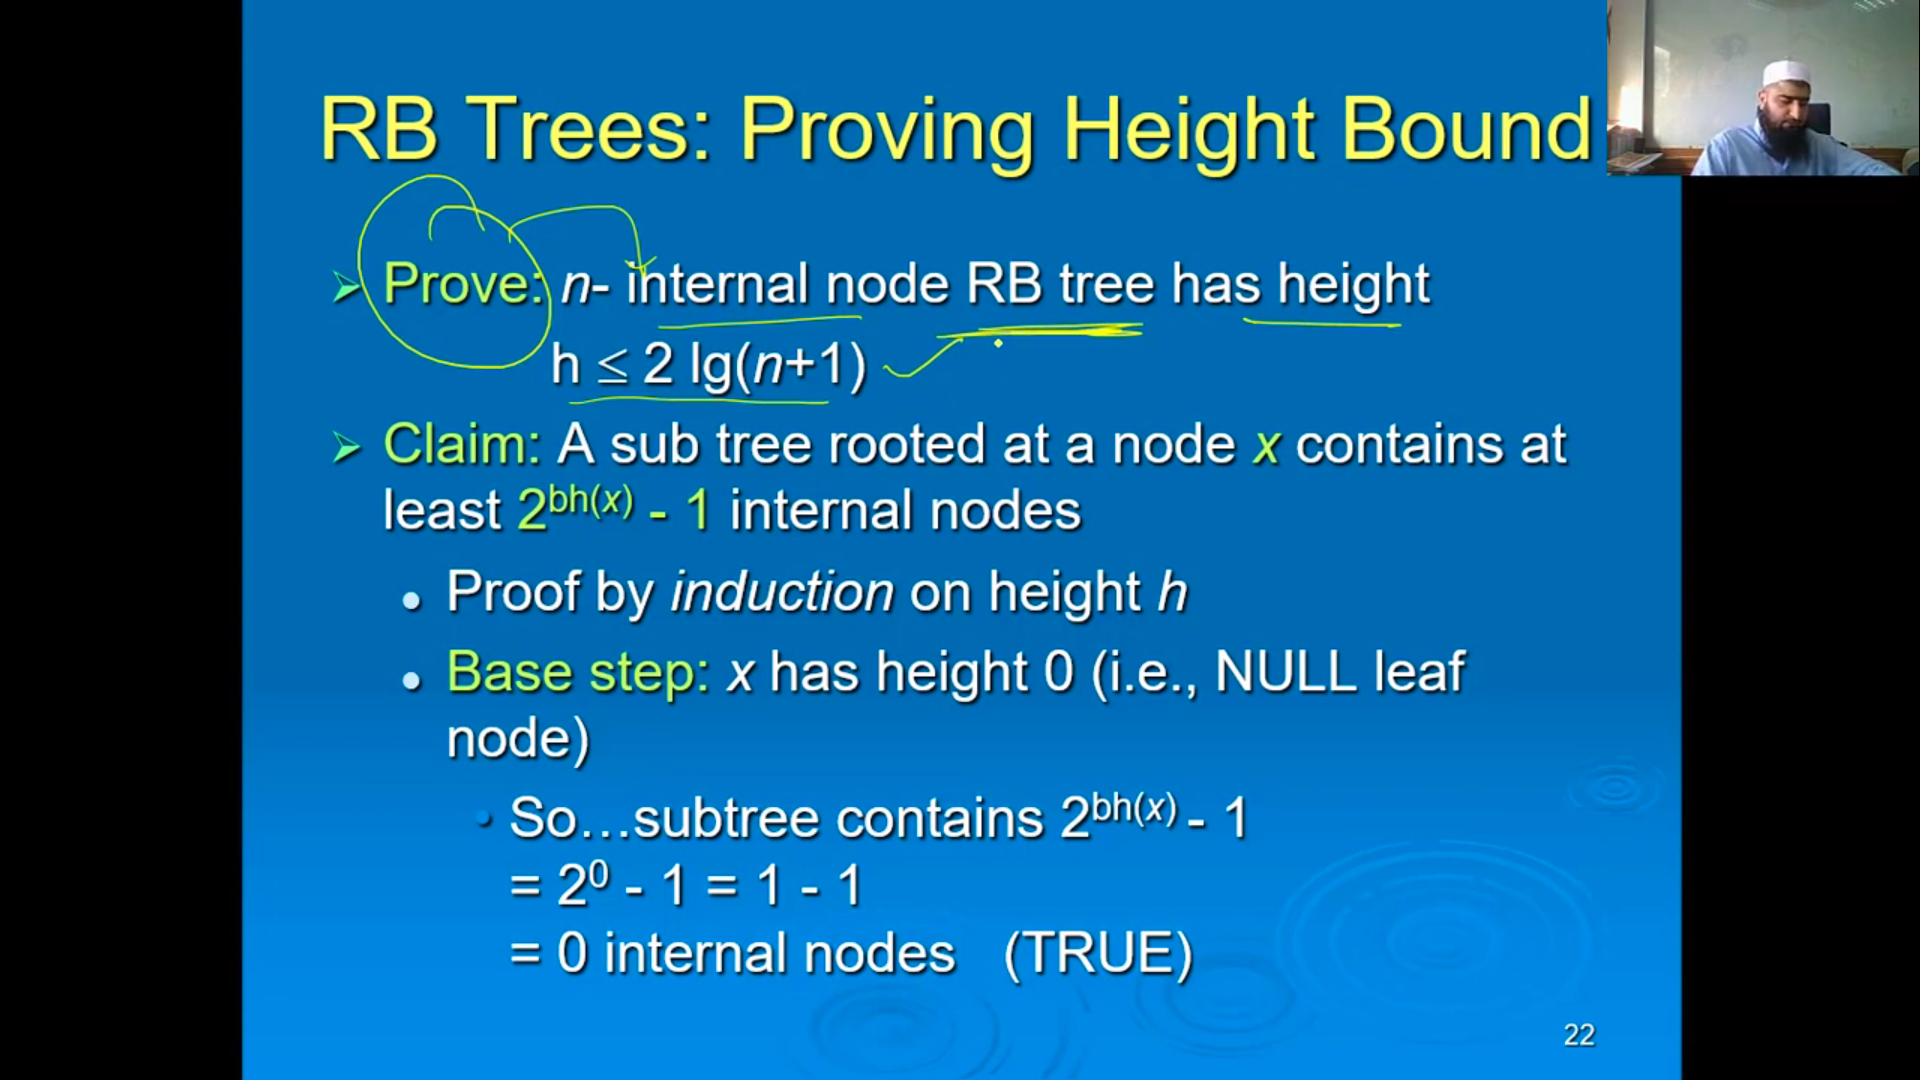 RB Trees: Proving Height Bound
Prove: n- internal node RB tree has height
h ≤ 2 lg(n+1)
Claim: A sub tree rooted at a node x contains at
least 2^bh(x) - 1 internal nodes
Proof by induction on height h
Base step: x has height 0 (i.e., NULL leaf
node)
So…subtree contains 2^bh(x) - 1
= 2^0 - 1 = 1 - 1
= 0 internal nodes (TRUE)
22